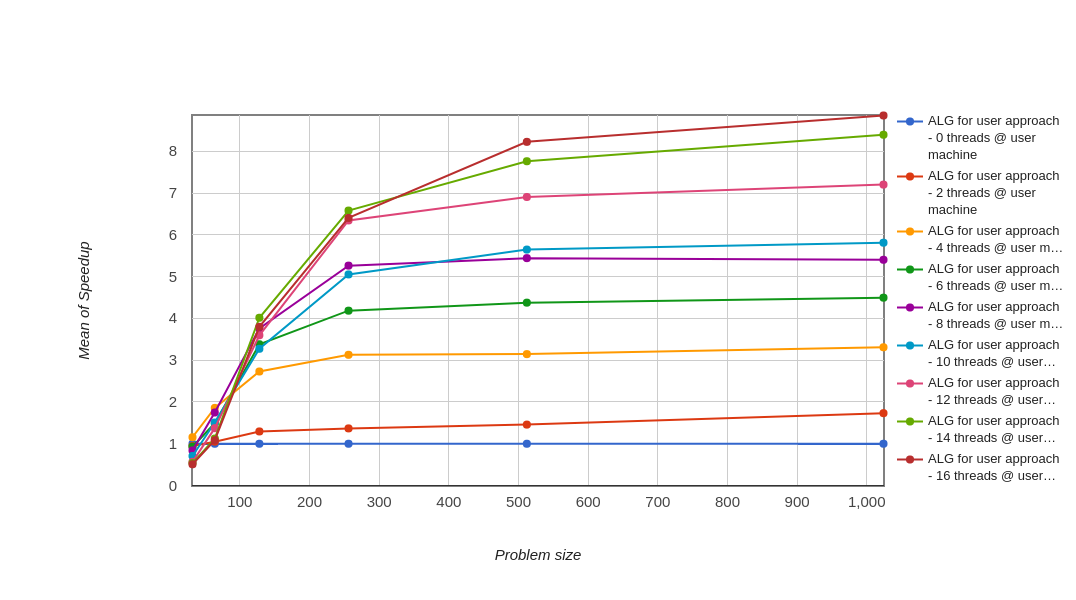 Mean of Speedup
8
7
6
5
4
3
2
1
0
100 200 300 400 500 600 700 800 900 1,000
Problem size
ALG for user approach
- 0 threads @ user
machine
ALG for user approach
- 2 threads @ user
machine
ALG for user approach
- 4 threads @ user m…
ALG for user approach
- 6 threads @ user m…
ALG for user approach
- 8 threads @ user m…
ALG for user approach
- 10 threads @ user…
ALG for user approach
- 12 threads @ user…
ALG for user approach
- 14 threads @ user…
ALG for user approach
- 16 threads @ user…